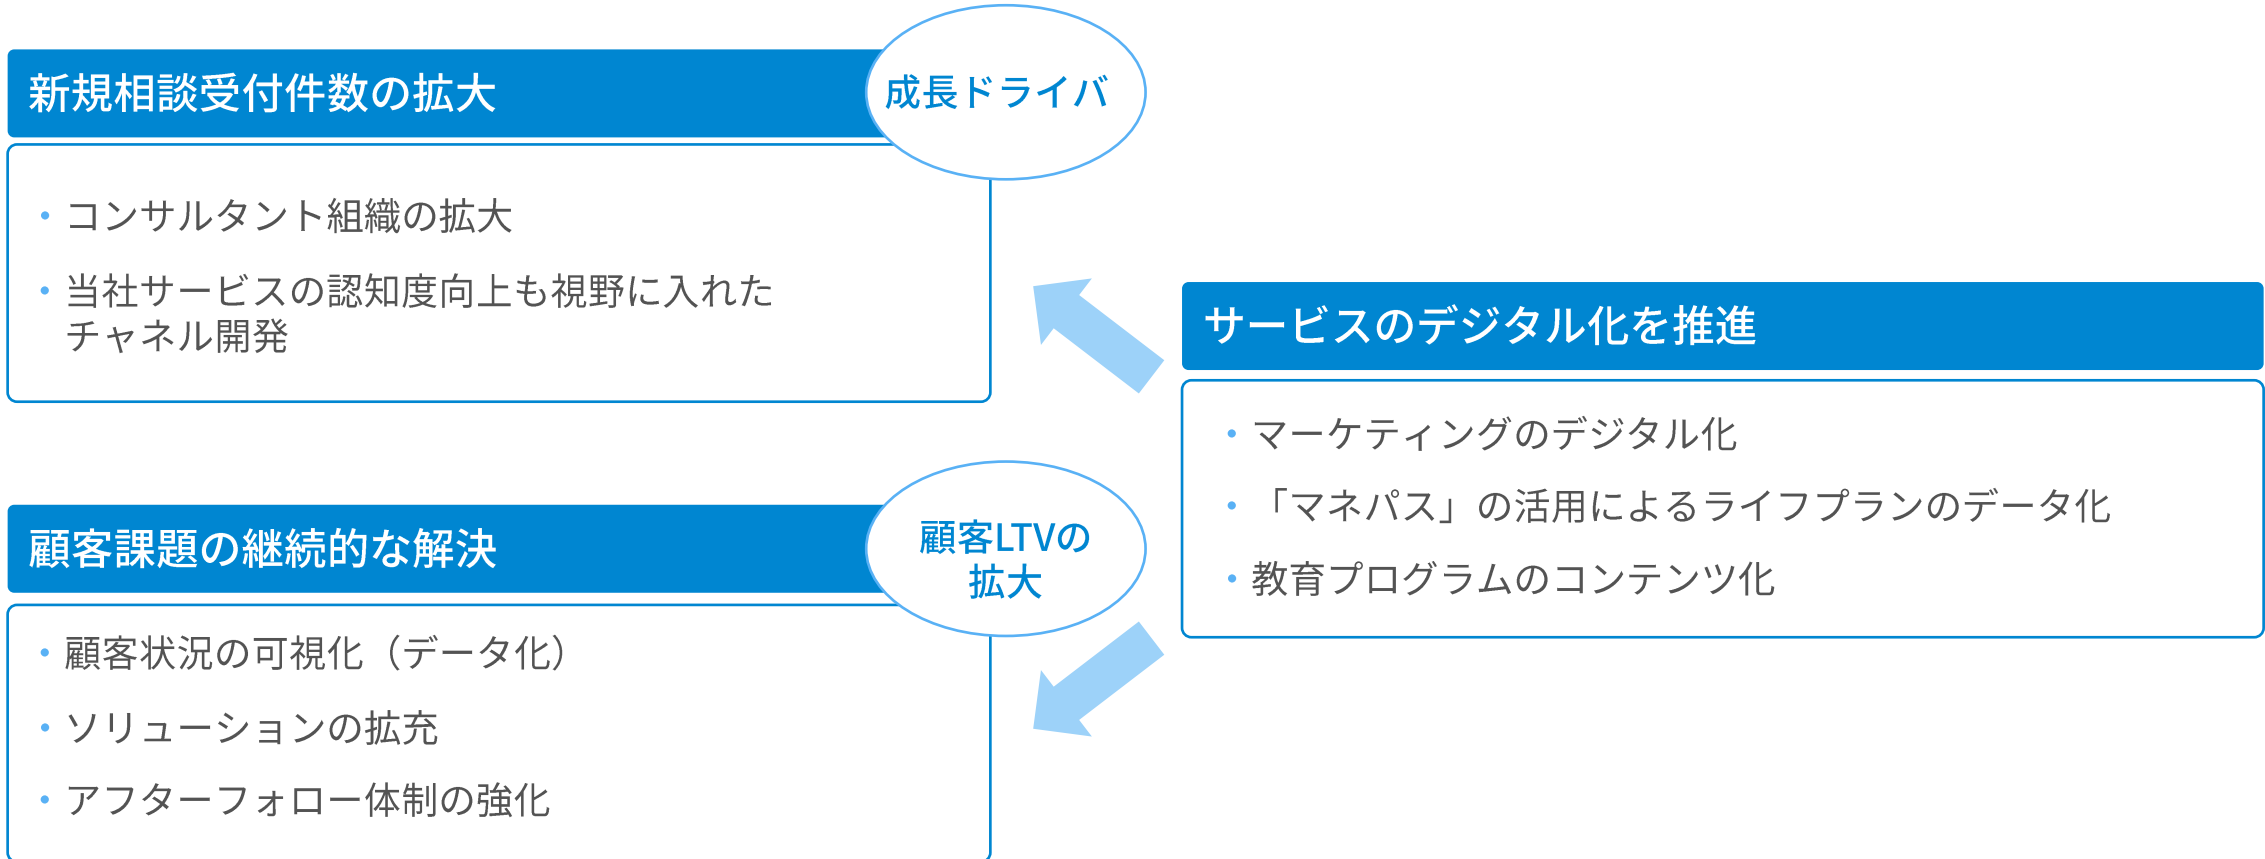 新規相談受付件数の拡大
成長ドライバ
・コンサルタント組織の拡大
・当社サービスの認知度向上も視野に入れた
チャネル開発
顧客課題の継続的な解決
顧客LTVの
拡大
・顧客状況の可視化（データ化）
・ソリューションの拡充
・アフターフォロー体制の強化
サービスのデジタル化を推進
・マーケティングのデジタル化
・「マネパス」の活用によるライフプランのデータ化
・教育プログラムのコンテンツ化